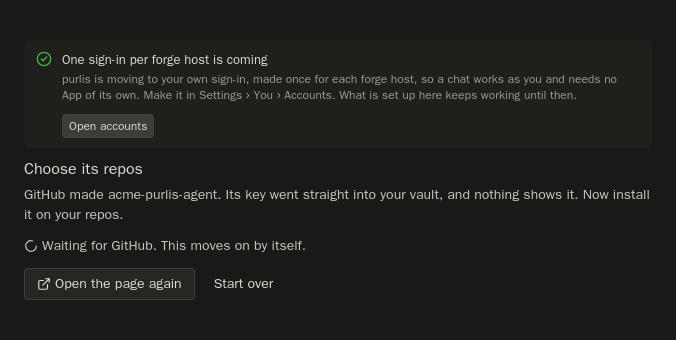 One sign-in per forge host is coming
purlis is moving to your own sign-in, made once for each forge host, so a chat works as you and needs no
App of its own. Make it in Settings › You › Accounts. What is set up here keeps working until then.
Open accounts
Choose its repos
GitHub made acme-purlis-agent. Its key went straight into your vault, and nothing shows it. Now install
it on your repos.
Waiting for GitHub. This moves on by itself.
Open the page again
Start over